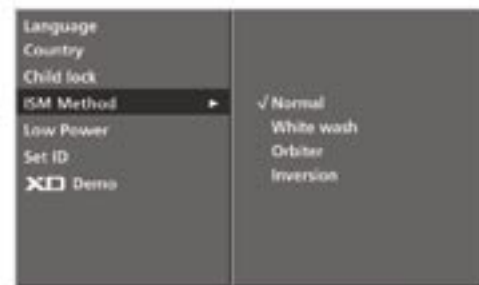 Language
Country
Child lock
ISM Method ►
Low Power
Set ID
XD Demo
√ Normal
White wash
Orbiter
Inversion